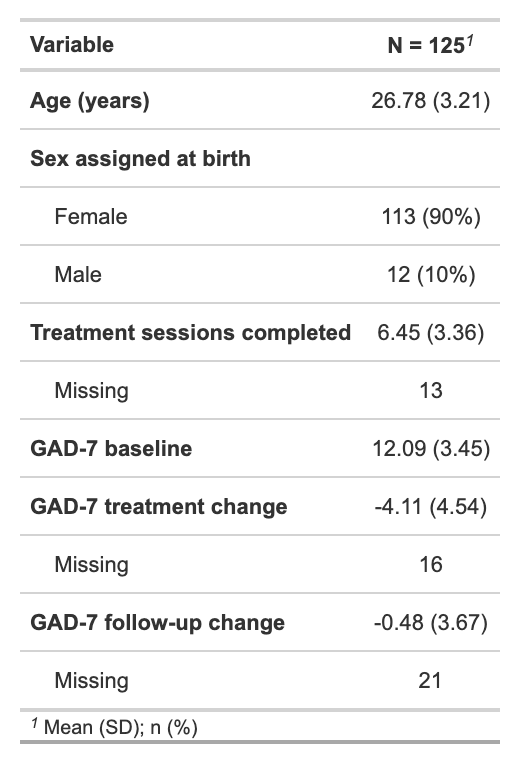 Variable N = 125¹
Age (years) 26.78 (3.21)
Sex assigned at birth
Female 113 (90%)
Male 12 (10%)
Treatment sessions completed 6.45 (3.36)
Missing 13
GAD-7 baseline 12.09 (3.45)
GAD-7 treatment change -4.11 (4.54)
Missing 16
GAD-7 follow-up change -0.48 (3.67)
Missing 21
¹ Mean (SD); n (%)